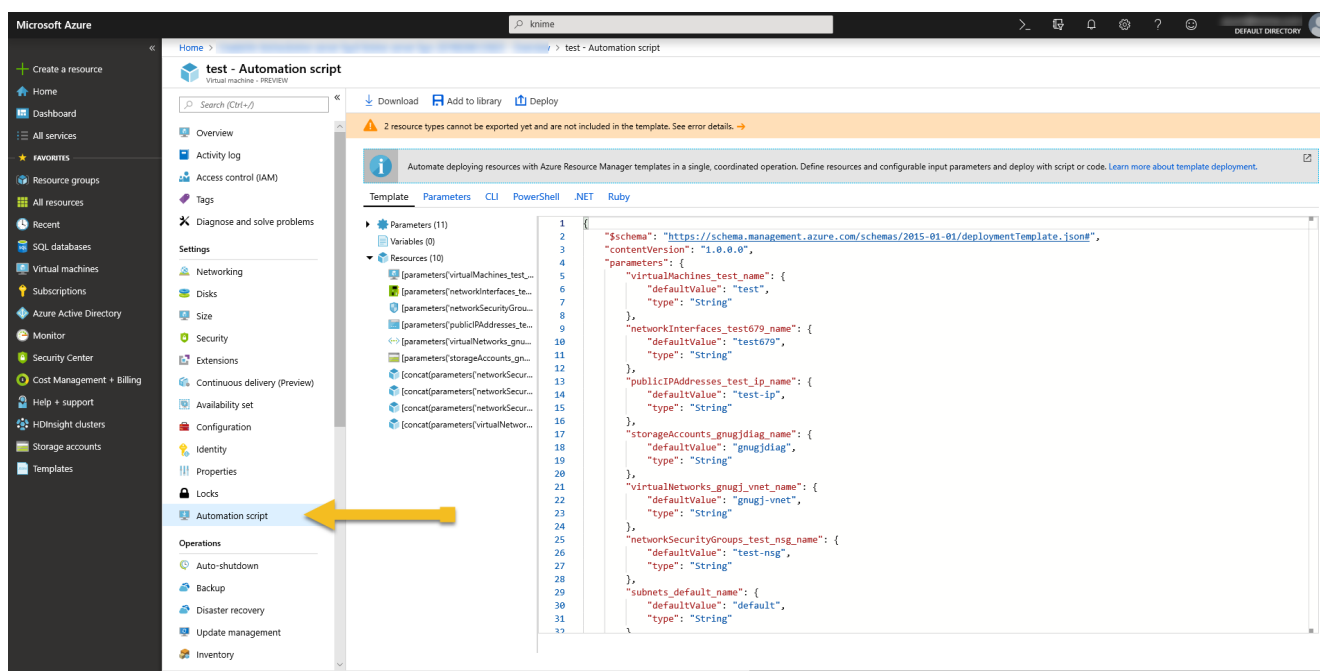 Microsoft Azure
knime
DEFAULT DIRECTORY
Home > > test - Automation script
test - Automation script
Virtual machine - PREVIEW
Create a resource
Home
Dashboard
All services
FAVORITES
Resource groups
All resources
Recent
SQL databases
Virtual machines
Subscriptions
Azure Active Directory
Monitor
Security Center
Cost Management + Billing
Help + support
HDInsight clusters
Storage accounts
Templates
Search (Ctrl+/)
Overview
Activity log
Access control (IAM)
Tags
Diagnose and solve problems
Settings
Networking
Disks
Size
Security
Extensions
Continuous delivery (Preview)
Availability set
Configuration
Identity
Properties
Locks
Automation script
Operations
Auto-shutdown
Backup
Disaster recovery
Update management
Inventory
Download Add to library Deploy
2 resource types cannot be exported yet and are not included in the template. See error details. →
Automate deploying resources with Azure Resource Manager templates in a single, coordinated operation. Define resources and configurable input parameters and deploy with script or code. Learn more about template deployment.
Template Parameters CLI PowerShell .NET Ruby
Parameters (11)
Variables (0)
Resources (10)
[parameters('virtualMachines_test_...
[parameters('networkInterfaces_te...
[parameters('networkSecurityGrou...
[parameters('publicIPAddresses_te...
[parameters('virtualNetworks_gnu...
[parameters('storageAccounts_gn...
[concat(parameters('networkSecur...
[concat(parameters('networkSecur...
[concat(parameters('networkSecur...
[concat(parameters('virtualNetwor...
1 {
2 "$schema": "https://schema.management.azure.com/schemas/2015-01-01/deploymentTemplate.json#",
3 "contentVersion": "1.0.0.0",
4 "parameters": {
5 "virtualMachines_test_name": {
6 "defaultValue": "test",
7 "type": "String"
8 },
9 "networkInterfaces_test679_name": {
10 "defaultValue": "test679",
11 "type": "String"
12 },
13 "publicIPAddresses_test_ip_name": {
14 "defaultValue": "test-ip",
15 "type": "String"
16 },
17 "storageAccounts_gnugjdiag_name": {
18 "defaultValue": "gnugjdiag",
19 "type": "String"
20 },
21 "virtualNetworks_gnugj_vnet_name": {
22 "defaultValue": "gnugj-vnet",
23 "type": "String"
24 },
25 "networkSecurityGroups_test_nsg_name": {
26 "defaultValue": "test-nsg",
27 "type": "String"
28 },
29 "subnets_default_name": {
30 "defaultValue": "default",
31 "type": "String"
32 }